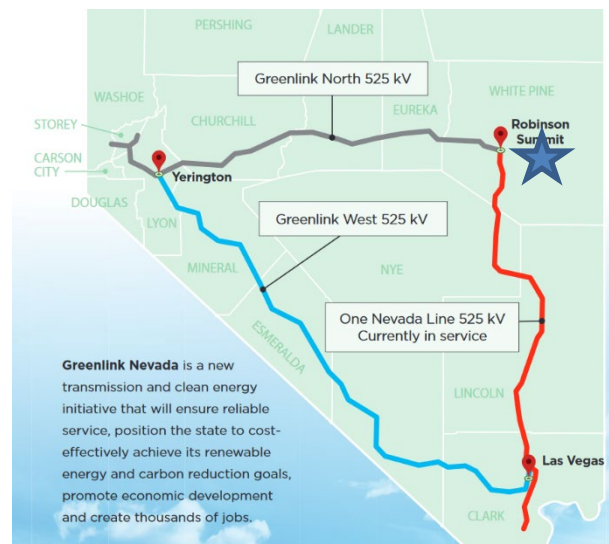 PERSHING
LANDER
Greenlink North 525 kV
WASHOE
EUREKA
WHITE PINE
STOREY
CHURCHILL
Robinson
Summit
CARSON
CITY
Yerington
DOUGLAS
LYON
Greenlink West 525 kV
MINERAL
NYE
One Nevada Line 525 kV
Currently in service
ESMERALDA
Greenlink Nevada is a new
transmission and clean energy
initiative that will ensure reliable
service, position the state to cost-
effectively achieve its renewable
energy and carbon reduction goals,
promote economic development
and create thousands of jobs.
LINCOLN
Las Vegas
CLARK